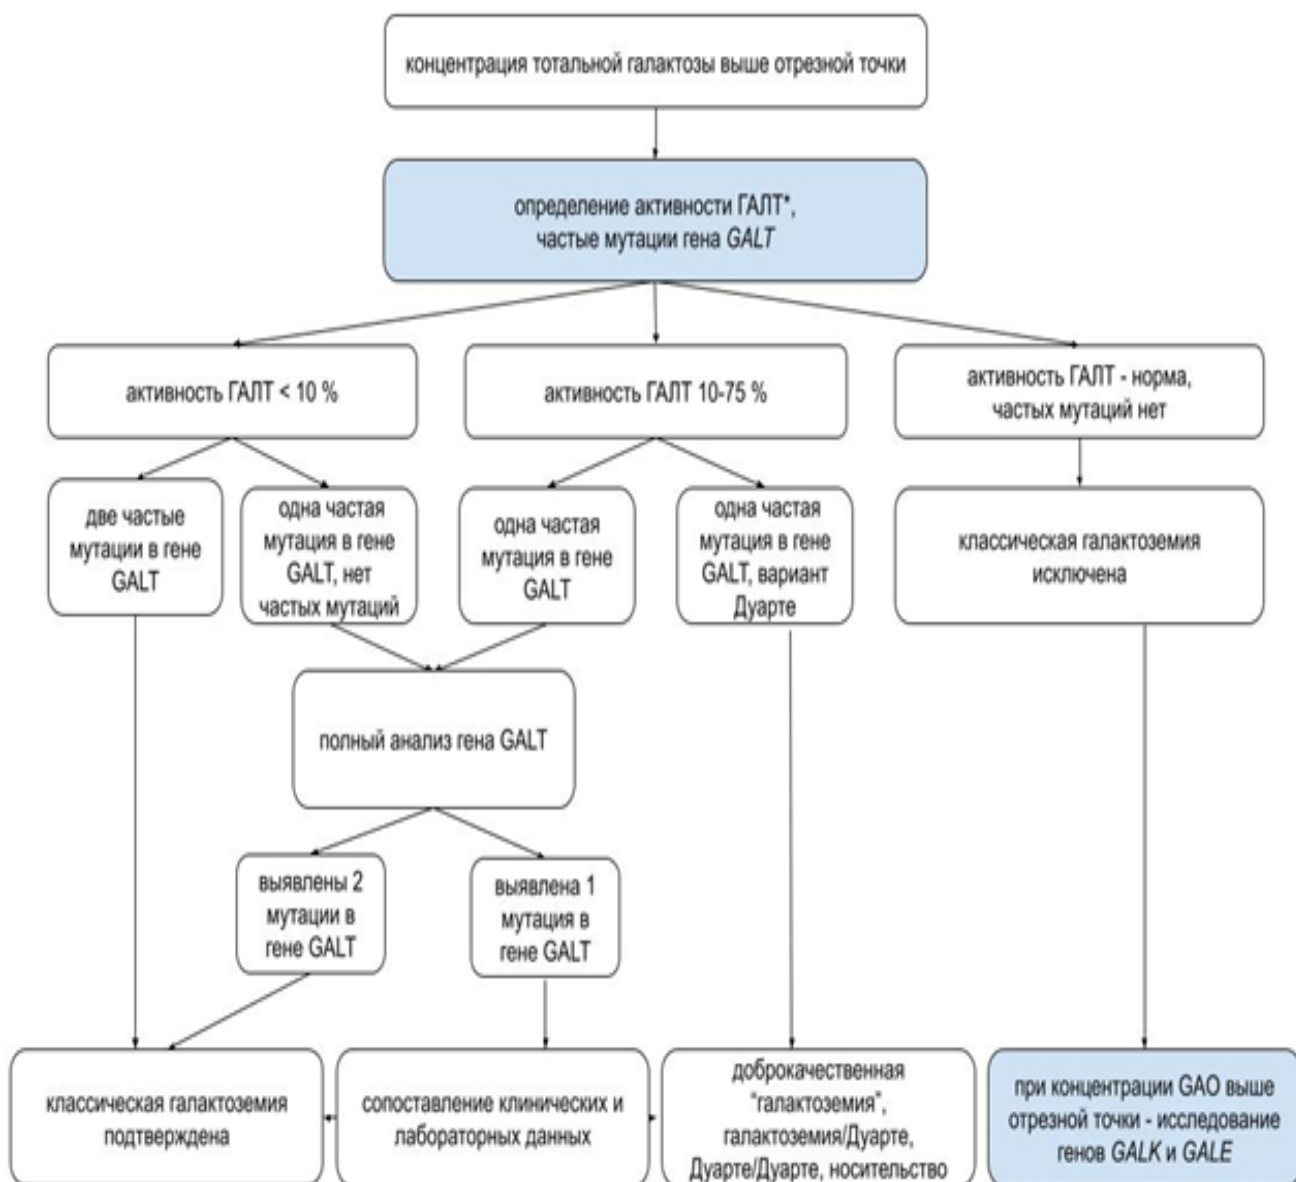 концентрация тотальной галактозы выше отрезной точки
определение активности ГАЛТ*,
частые мутации гена GALT
активность ГАЛТ < 10 %
активность ГАЛТ 10-75 %
активность ГАЛТ - норма,
частых мутаций нет
две частые
мутации в гене
GALT
одна частая
мутация в гене
GALT, нет
частых мутаций
одна частая
мутация в гене
GALT
одна частая
мутация в гене
GALT, вариант
Дуарте
классическая галактоземия
исключена
полный анализ гена GALT
выявлены 2
мутации в
гене GALT
выявлена 1
мутация в
гене GALT
классическая галактоземия
подтверждена
сопоставление клинических и
лабораторных данных
доброкачественная
“галактоземия”,
галактоземия/Дуарте,
Дуарте/Дуарте, носительство
при концентрации GAO выше
отрезной точки - исследование
генов GALK и GALE